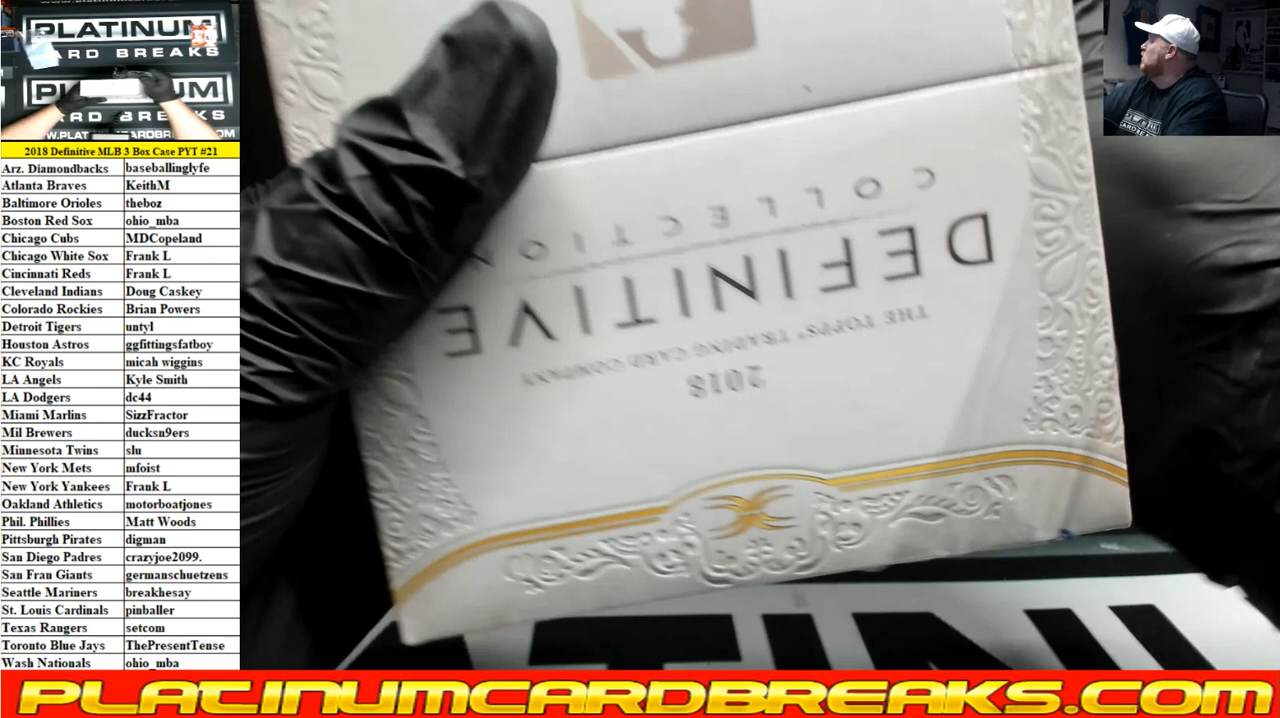 PLATINUM
CARD BREAKS
PLATINUM
ARD BREAKS
WWW.PLAT
ARDBREAKS.COM
2018 Definitive MLB 3 Box Case PYT #21
Arz. Diamondbacks baseballinglyfe
Atlanta Braves KeithM
Baltimore Orioles theboz
Boston Red Sox ohio_mba
Chicago Cubs MDCopeland
Chicago White Sox Frank L
Cincinnati Reds Frank L
Cleveland Indians Doug Caskey
Colorado Rockies Brian Powers
Detroit Tigers untyl
Houston Astros ggfittingsfatboy
KC Royals micah wiggins
LA Angels Kyle Smith
LA Dodgers dc44
Miami Marlins SizzFractor
Mil Brewers ducksn9ers
Minnesota Twins slu
New York Mets mfoist
New York Yankees Frank L
Oakland Athletics motorboatjones
Phil. Phillies Matt Woods
Pittsburgh Pirates digman
San Diego Padres crazyjoe2099.
San Fran Giants germanschuetzens
Seattle Mariners breakhesay
St. Louis Cardinals pinballer
Texas Rangers setcom
Toronto Blue Jays ThePresentTense
Wash Nationals ohio_mba
2018
THE TOPPS TRADING CARD COMPANY
DEFINITIVE
COLLECTION
PLATINUMCARDBREAKS.COM